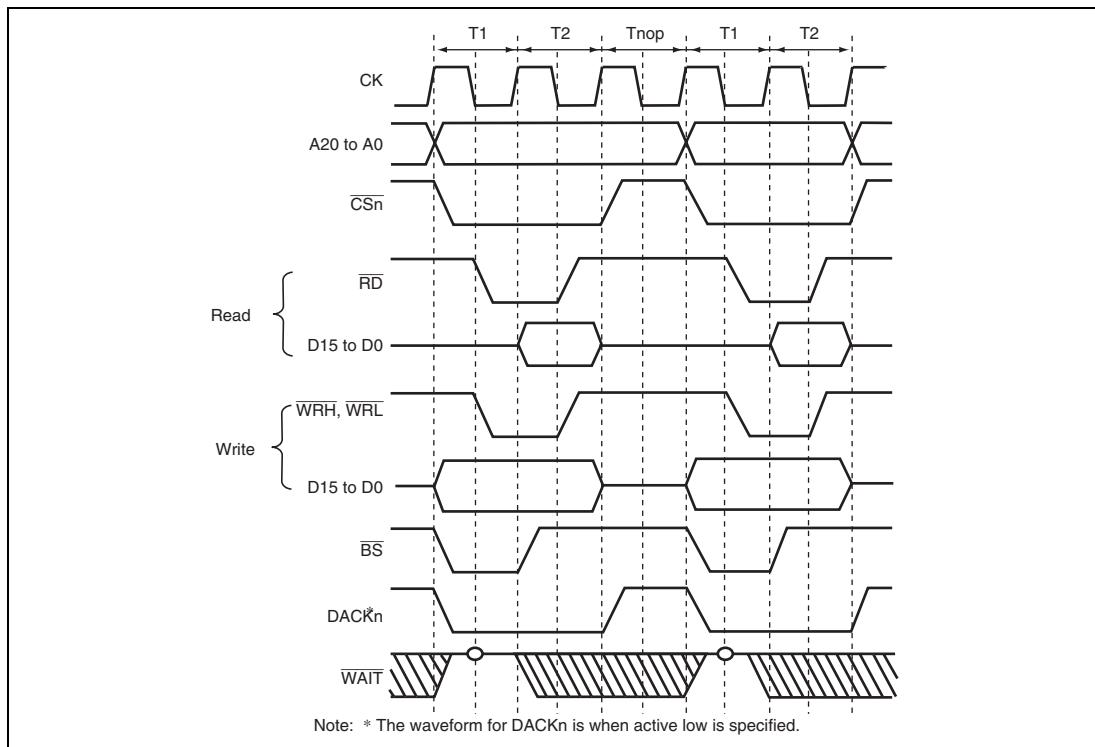 T1 T2 Tnop T1 T2
CK
A20 to A0
CSn
Read
RD
D15 to D0
Write
WRH, WRL
D15 to D0
BS
DACKn*
WAIT
Note: * The waveform for DACKn is when active low is specified.